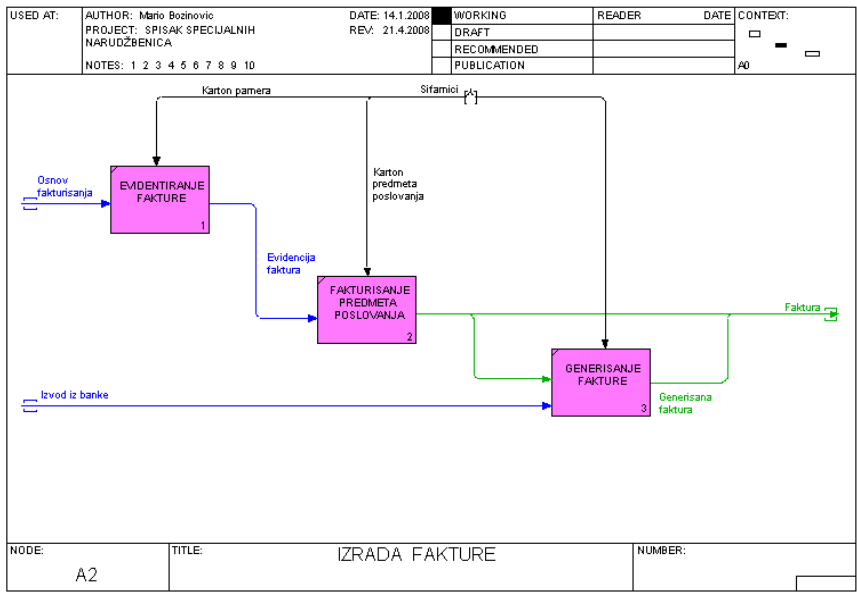 USED AT:
AUTHOR: Mario Bozinovic
DATE: 14.1.2008
WORKING
READER
DATE
CONTEXT:
PROJECT: SPISAK SPECIJALNIH
REV: 21.4.2008
DRAFT
NARUDŽBENICA
RECOMMENDED
NOTES: 1 2 3 4 5 6 7 8 9 10
PUBLICATION
A0
Karton parnera
Sifarnici
Osnov
fakturisanja
EVIDENTIRANJE
FAKTURE
1
Karton
predmeta
poslovanja
Evidencija
faktura
FAKTURISANJE
PREDMETA
POSLOVANJA
2
Faktura
GENERISANJE
FAKTURE
3
Izvod iz banke
Generisana
faktura
NODE:
TITLE:
NUMBER:
A2
IZRADA FAKTURE